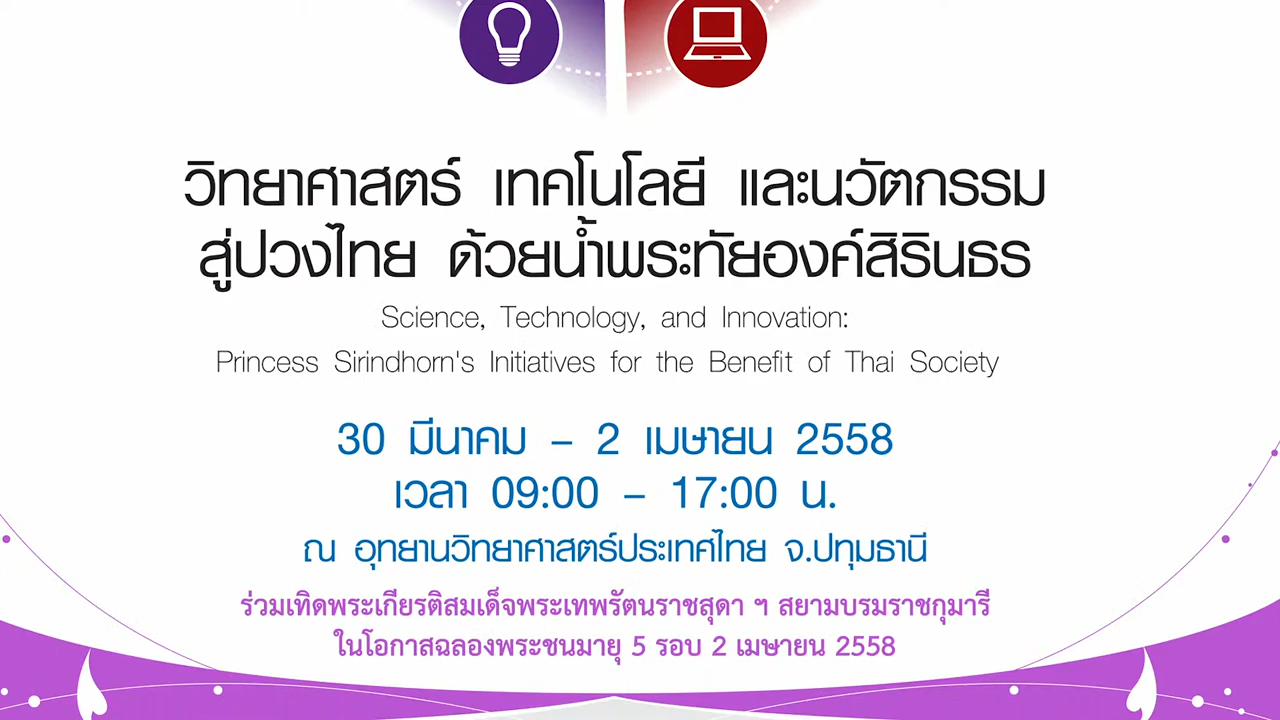 วิทยาศาสตร์ เทคโนโลยี และนวัตกรรม
สู่ปวงไทย ด้วยน้ำพระทัยองค์สิรินธร
Science, Technology, and Innovation:
Princess Sirindhorn's Initiatives for the Benefit of Thai Society
30 มีนาคม – 2 เมษายน 2558
เวลา 09:00 – 17:00 น.
ณ อุทยานวิทยาศาสตร์ประเทศไทย จ.ปทุมธานี
ร่วมเทิดพระเกียรติสมเด็จพระเทพรัตนราชสุดา ฯ สยามบรมราชกุมารี
ในโอกาสฉลองพระชนมายุ 5 รอบ 2 เมษายน 2558